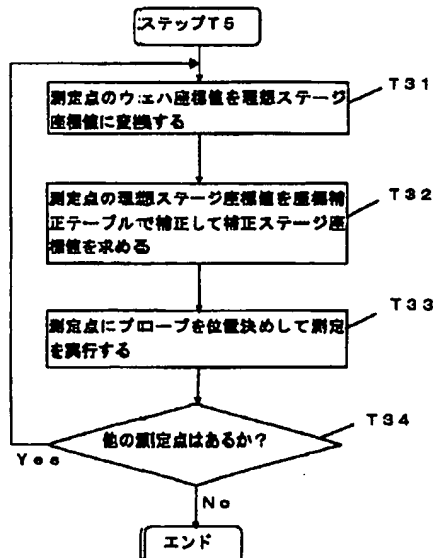 ステップT5
測定点のウェハ座標値を理想ステージ
座標値に変換する
T31
測定点の理想ステージ座標値を座標補
正テーブルで補正して補正ステージ座
標値を求める
T32
測定点にプローブを位置決めして測定
を実行する
T33
他の測定点はあるか?
T34
Yes
No
エンド